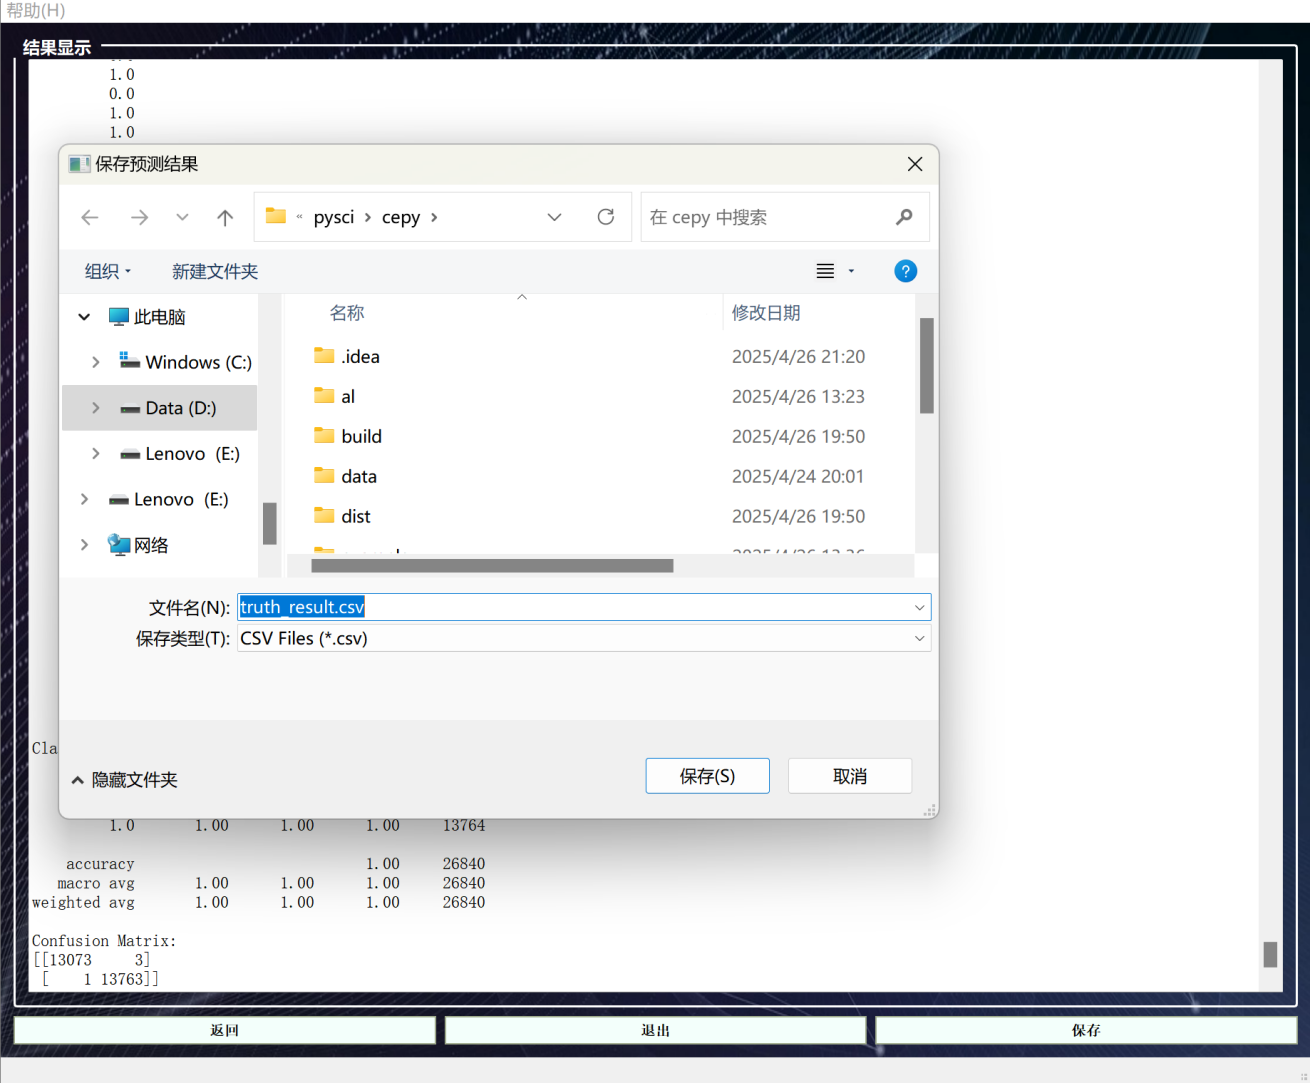 帮助(H)
结果显示
1.0
0.0
1.0
1.0
保存预测结果
« pysci › cepy ›
在 cepy 中搜索
组织
新建文件夹
名称
修改日期
此电脑
Windows (C:)
Data (D:)
Lenovo (E:)
Lenovo (E:)
网络
.idea 2025/4/26 21:20
al 2025/4/26 13:23
build 2025/4/26 19:50
data 2025/4/24 20:01
dist 2025/4/26 19:50
文件名(N): truth_result.csv
保存类型(T): CSV Files (*.csv)
隐藏文件夹
保存(S)
取消
Cla
1.0 1.00 1.00 1.00 13764
accuracy 1.00 26840
macro avg 1.00 1.00 1.00 26840
weighted avg 1.00 1.00 1.00 26840
Confusion Matrix:
[[13073 3]
[ 1 13763]]
返回
退出
保存